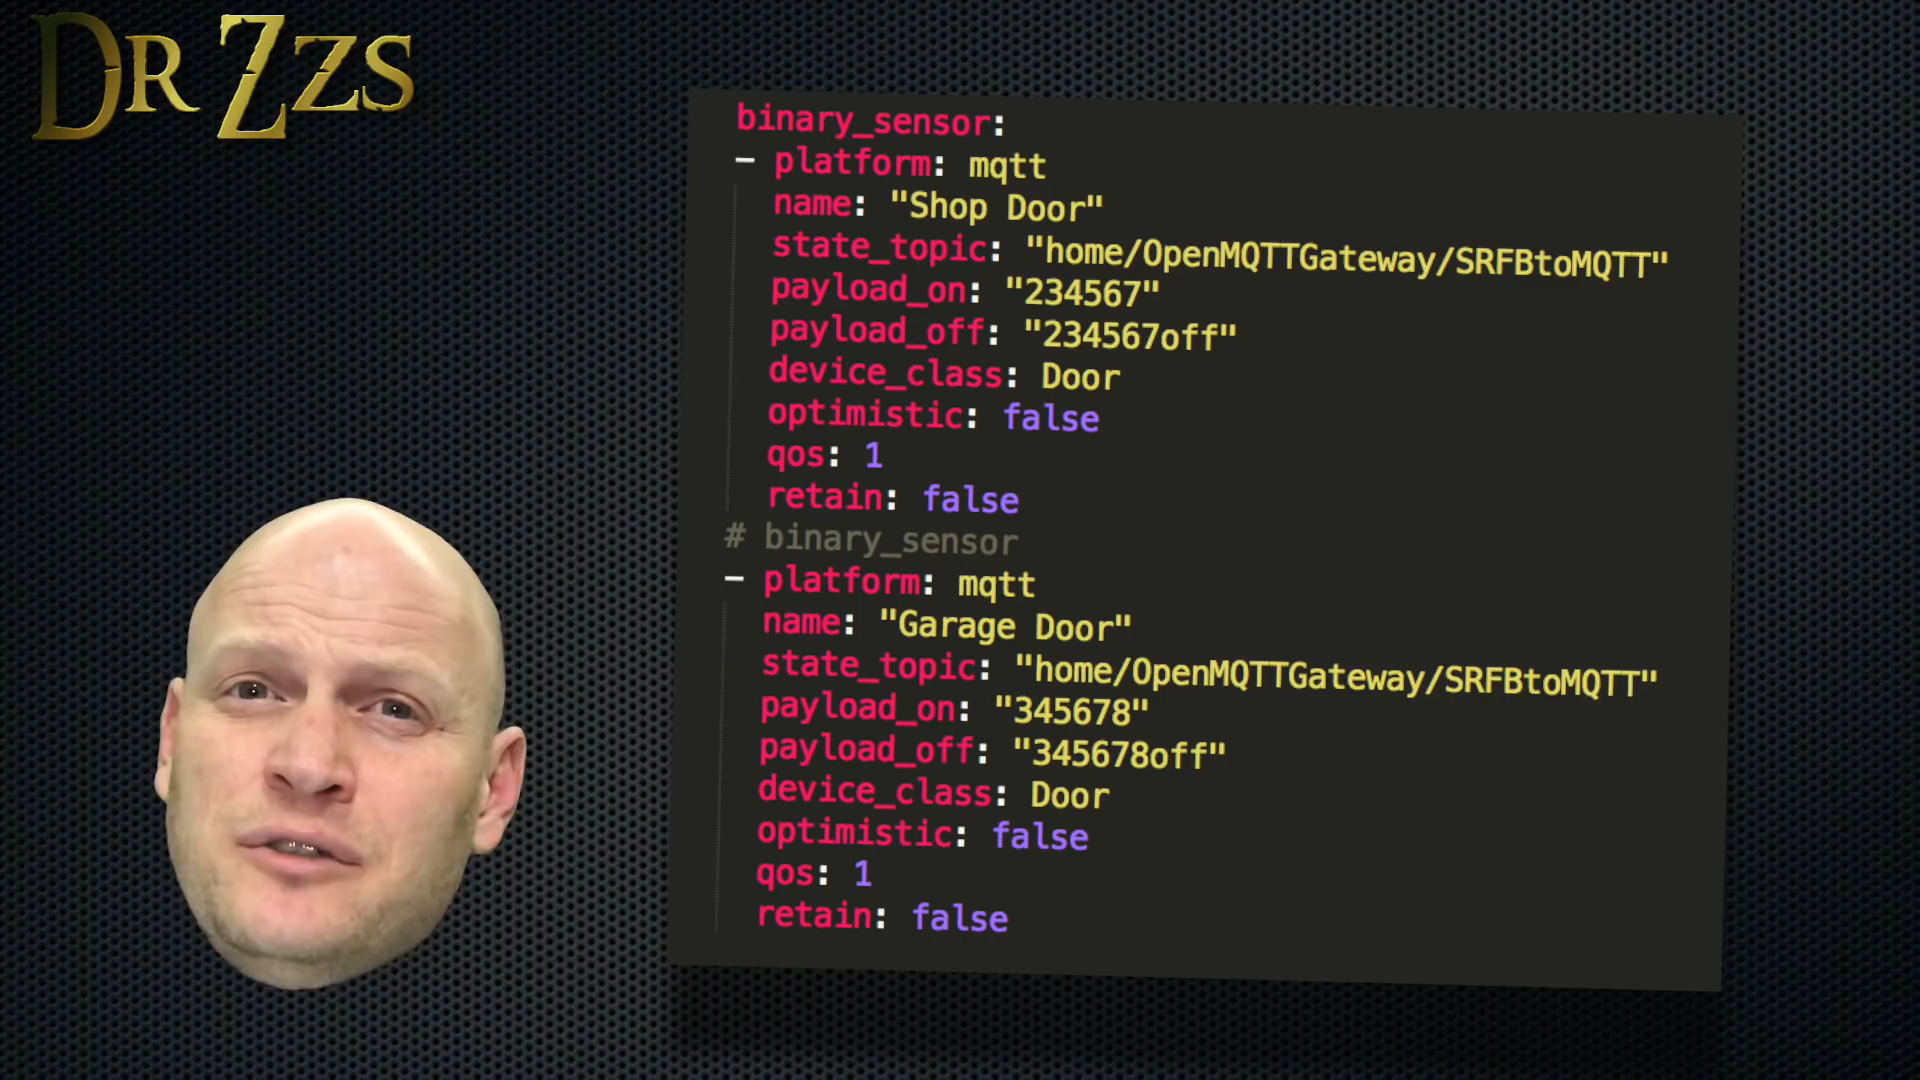 DR ZZS
binary_sensor:
- platform: mqtt
name: "Shop Door"
state_topic: "home/OpenMQTTGateway/SRFBtoMQTT"
payload_on: "234567"
payload_off: "234567off"
device_class: Door
optimistic: false
qos: 1
retain: false
# binary_sensor
- platform: mqtt
name: "Garage Door"
state_topic: "home/OpenMQTTGateway/SRFBtoMQTT"
payload_on: "345678"
payload_off: "345678off"
device_class: Door
optimistic: false
qos: 1
retain: false